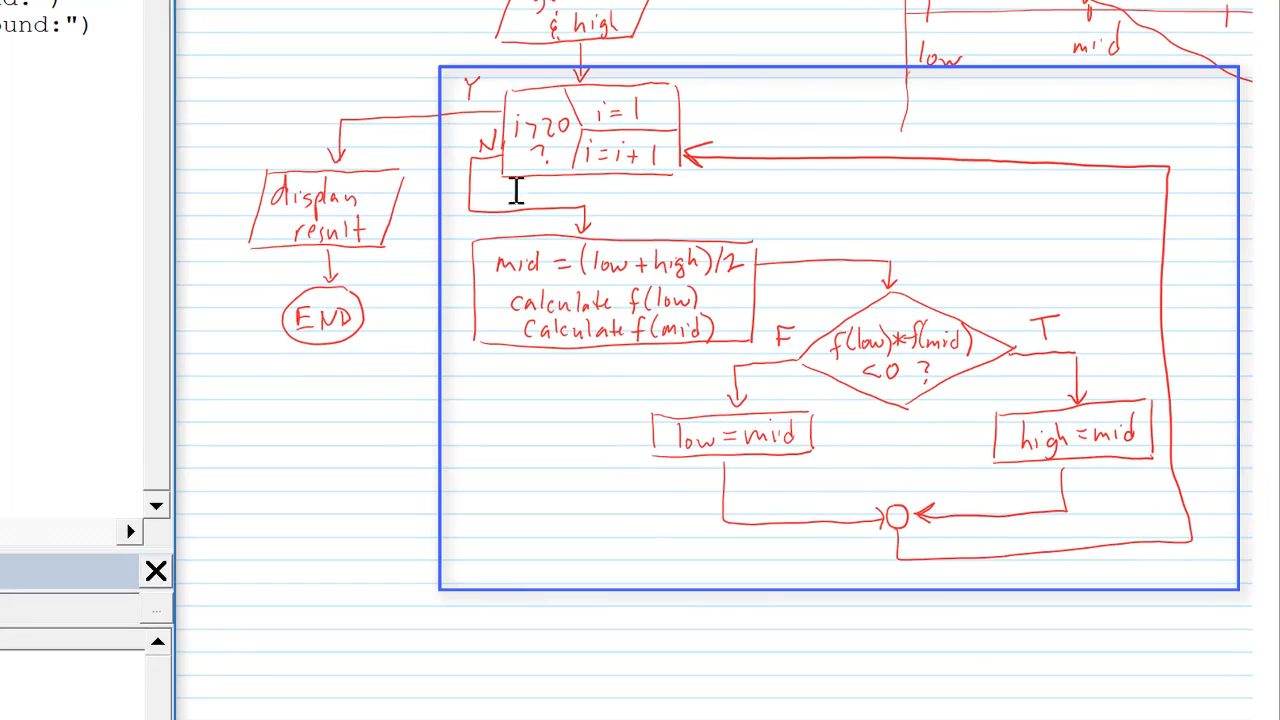 d:")
ound:")
& high
low
mid
Y
i>20
?
i=1
i=i+1
N
display
result
END
mid = (low+high)/2
calculate f(low)
Calculate f(mid)
f(low)*f(mid)
<0 ?
F
T
low=mid
high=mid
...